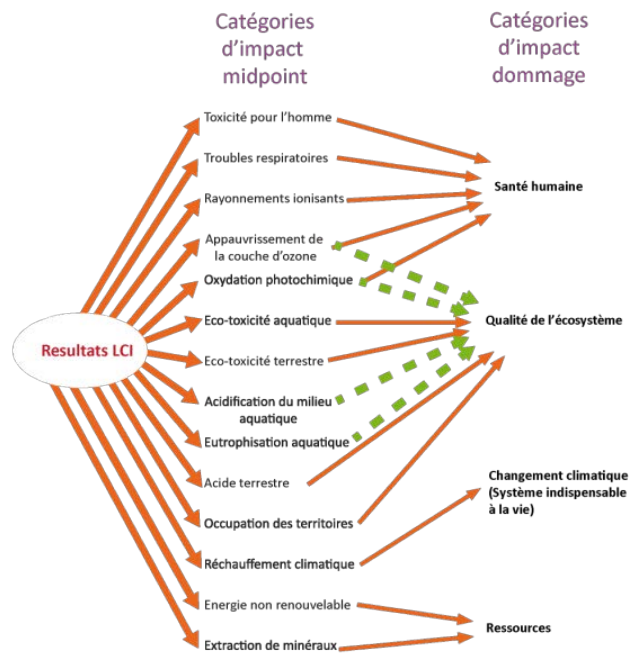 Catégories
d'impact
midpoint
Catégories
d'impact
dommage
Toxicité pour l'homme
Troubles respiratoires
Rayonnements ionisants
Appauvrissement de
la couche d'ozone
Oxydation photochimique
Eco-toxicité aquatique
Eco-toxicité terrestre
Acidification du milieu
aquatique
Eutrophisation aquatique
Acide terrestre
Occupation des territoires
Réchauffement climatique
Energie non renouvelable
Extraction de minéraux
Resultats LCI
Santé humaine
Qualité de l'écosystème
Changement climatique
(Système indispensable
à la vie)
Ressources